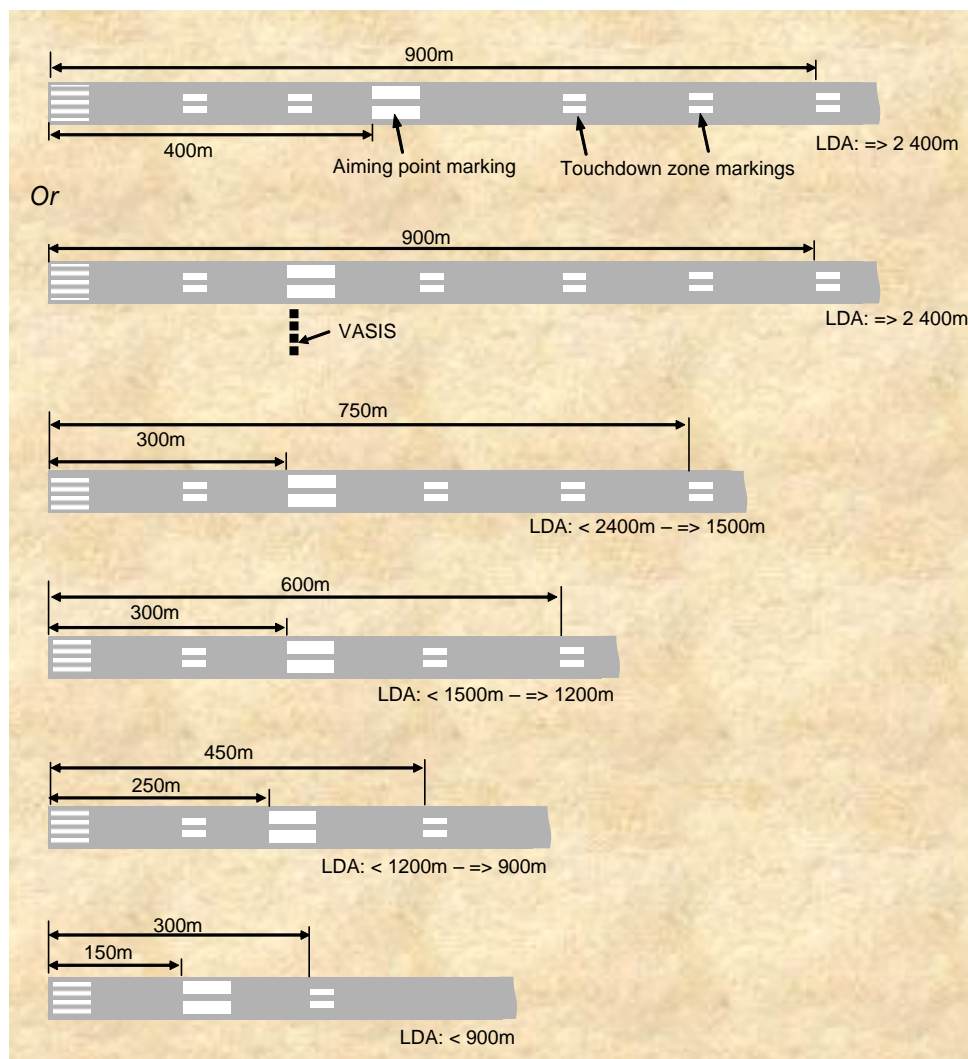 900m
400m
Aiming point marking
Touchdown zone markings
LDA: => 2 400m
Or
900m
VASIS
LDA: => 2 400m
750m
300m
LDA: < 2400m – => 1500m
600m
300m
LDA: < 1500m – => 1200m
450m
250m
LDA: < 1200m – => 900m
300m
150m
LDA: < 900m